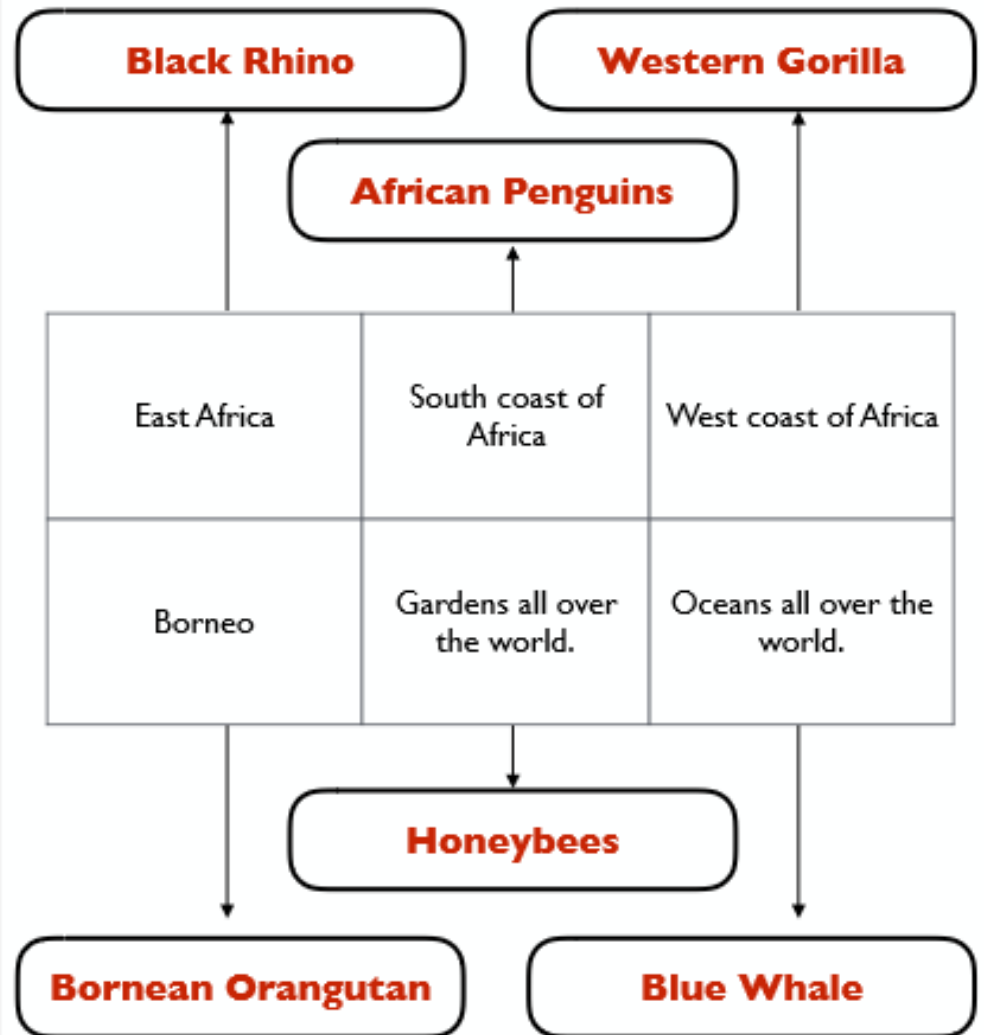 Black Rhino
Western Gorilla
African Penguins
East Africa
South coast of
Africa
West coast of Africa
Borneo
Gardens all over
the world.
Oceans all over the
world.
Honeybees
Bornean Orangutan
Blue Whale